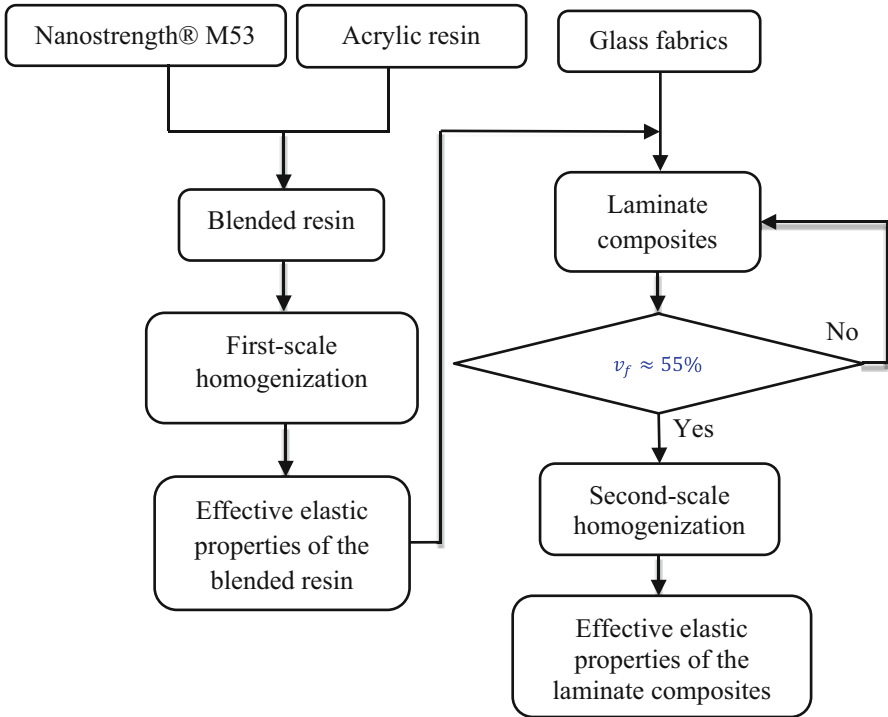 Nanostrength® M53
Acrylic resin
Glass fabrics
Blended resin
Laminate
composites
First-scale
homogenization
No
v_f ≈ 55%
Yes
Effective elastic
properties of the
blended resin
Second-scale
homogenization
Effective elastic
properties of the
laminate composites